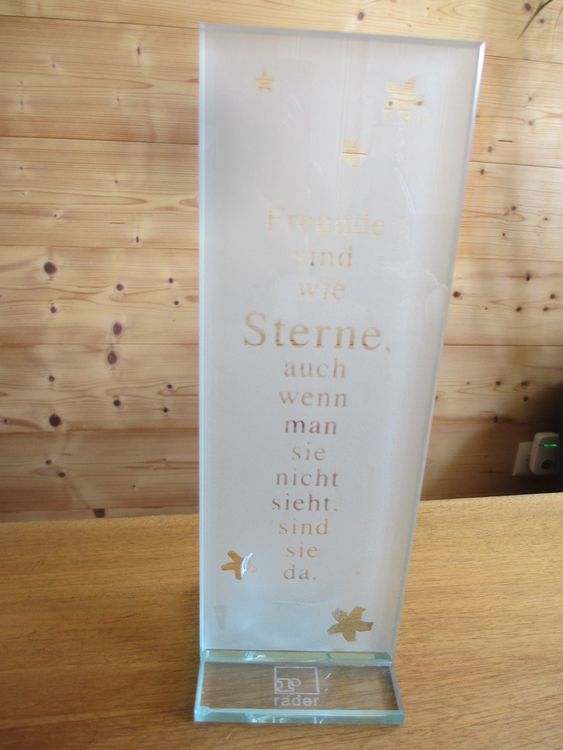 Freunde
sind
wie
Sterne,
auch
wenn
man
sie
nicht
sieht,
sind
sie
da.
räder